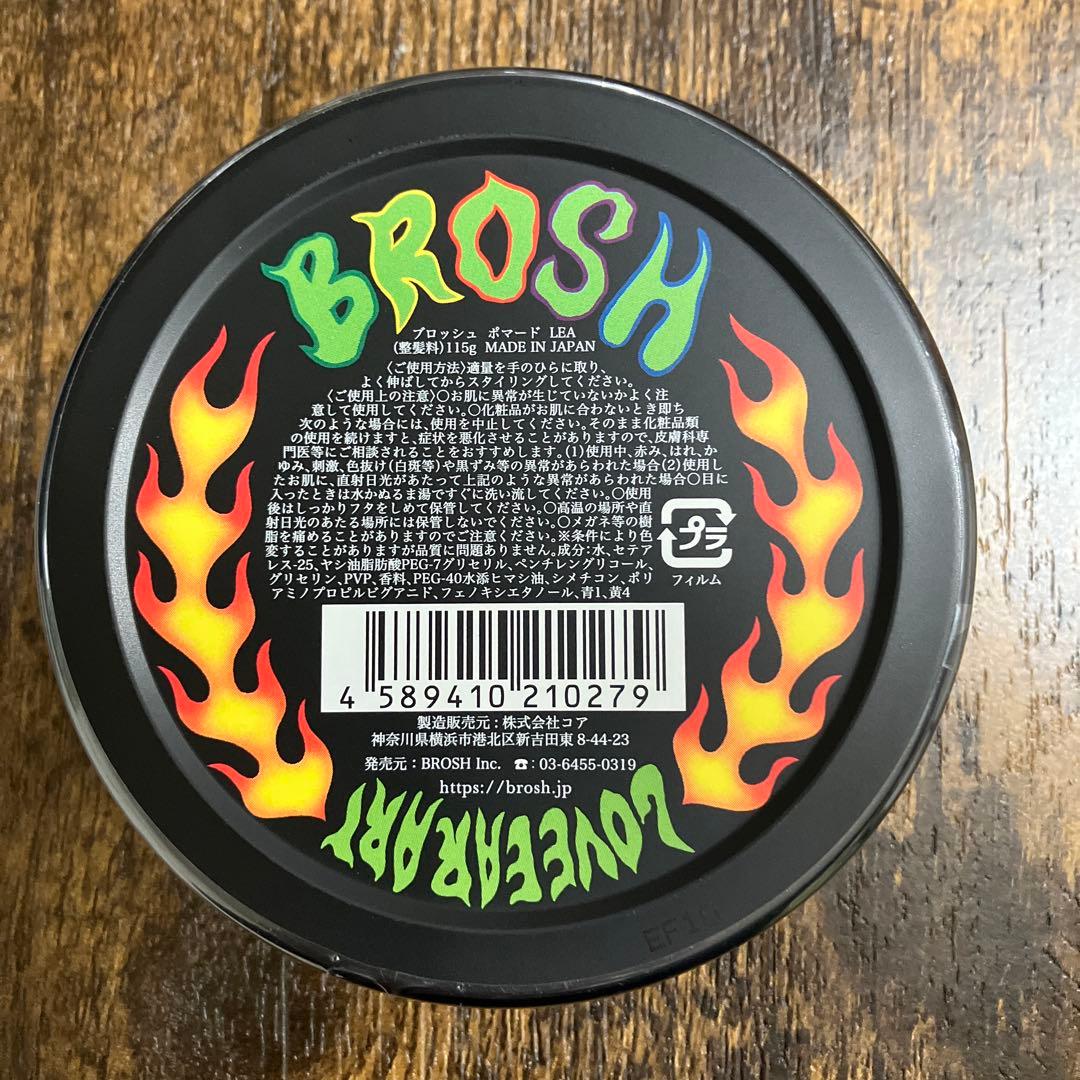 BROSH
ブロッシュ ポマード LEA
(整髪料)115g MADE IN JAPAN
〈ご使用方法〉適量を手のひらに取り、
よく伸ばしてからスタイリングしてください。
〈ご使用上の注意〉〇お肌に異常が生じていないかよく注
意して使用してください。〇化粧品がお肌に合わないとき即ち
次のような場合には、使用を中止してください。そのまま化粧品類
の使用を続けますと、症状を悪化させることがありますので、皮膚科専
門医等にご相談されることをおすすめします。(1)使用中、赤み、はれ、か
ゆみ、刺激、色抜け(白斑等)や黒ずみ等の異常があらわれた場合(2)使用し
たお肌に、直射日光があたって上記のような異常があらわれた場合〇目に
入ったときは水かぬるま湯ですぐに洗い流してください。〇使用
後はしっかりフタをしめて保管してください。〇高温の場所や直
射日光のあたる場所には保管しないでください。〇メガネ等の樹
脂を痛めることがありますのでご注意ください。※条件により色
変することがありますが品質に問題ありません。成分:水、セテア
レス-25、ヤシ油脂肪酸PEG-7グリセリル、ペンチレングリコール、
グリセリン、PVP、香料、PEG-40水添ヒマシ油、シメチコン、ポリ
アミノプロピルビグアニド、フェノキシエタノール、青1、黄4
プラ
フィルム
4 589410 210279
製造販売元：株式会社コア
神奈川県横浜市港北区新吉田東 8-44-23
発売元：BROSH Inc. ☎：03-6455-0319
https://brosh.jp
LOVEEARART